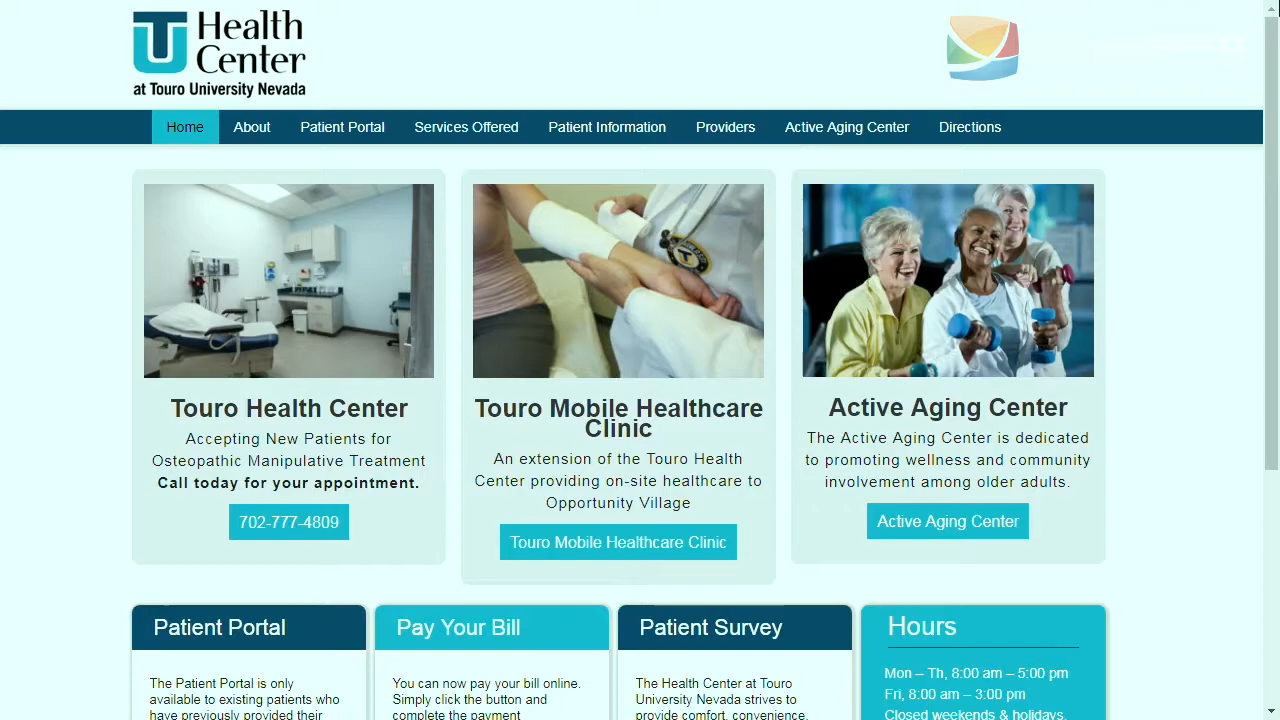 Health
Center
at Touro University Nevada
Home About Patient Portal Services Offered Patient Information Providers Active Aging Center Directions
Touro Health Center
Accepting New Patients for
Osteopathic Manipulative Treatment
Call today for your appointment.
702-777-4809
Touro Mobile Healthcare
Clinic
An extension of the Touro Health
Center providing on-site healthcare to
Opportunity Village
Touro Mobile Healthcare Clinic
Active Aging Center
The Active Aging Center is dedicated
to promoting wellness and community
involvement among older adults.
Active Aging Center
Patient Portal
The Patient Portal is only
available to existing patients who
have previously provided their
Pay Your Bill
You can now pay your bill online.
Simply click the button and
complete the payment
Patient Survey
The Health Center at Touro
University Nevada strives to
provide comfort, convenience,
Hours
Mon – Th, 8:00 am – 5:00 pm
Fri, 8:00 am – 3:00 pm
Closed weekends & holidays.